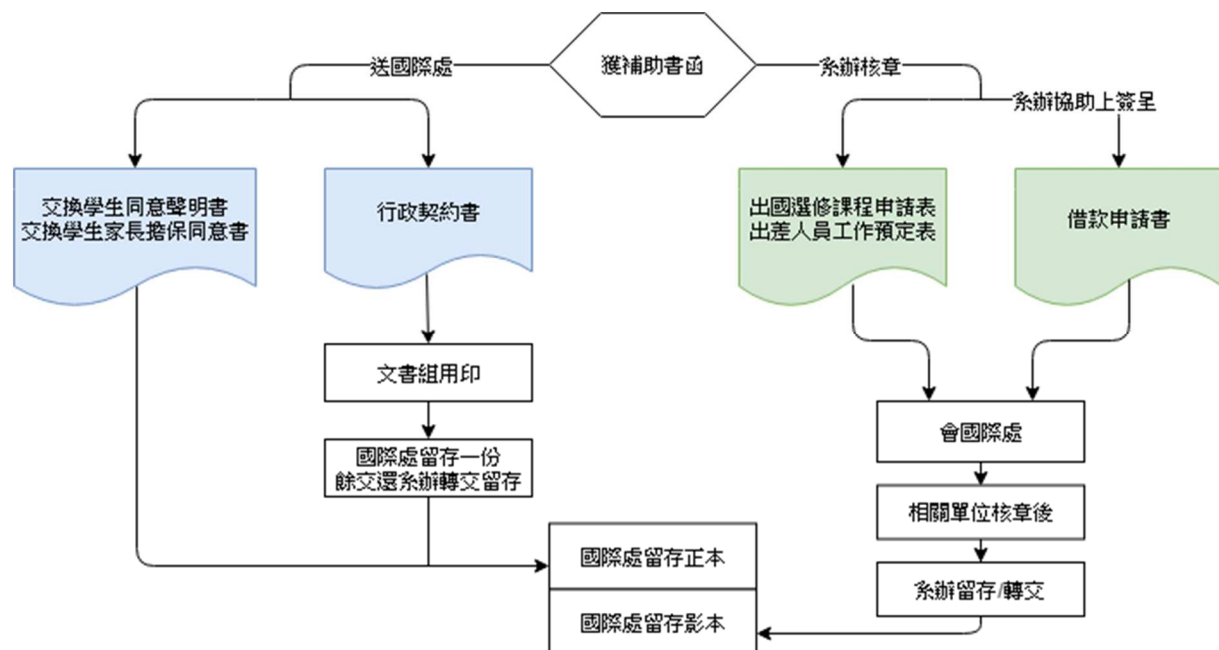 獲補助書函
送國際處
系辦核章
系辦協助上簽呈
交換學生同意聲明書
交換學生家長擔保同意書
行政契約書
出國選修課程申請表
出差人員工作預定表
借款申請書
文書組用印
國際處留存一份
餘交還系辦轉交留存
會國際處
相關單位核章後
系辦留存/轉交
國際處留存正本
國際處留存影本